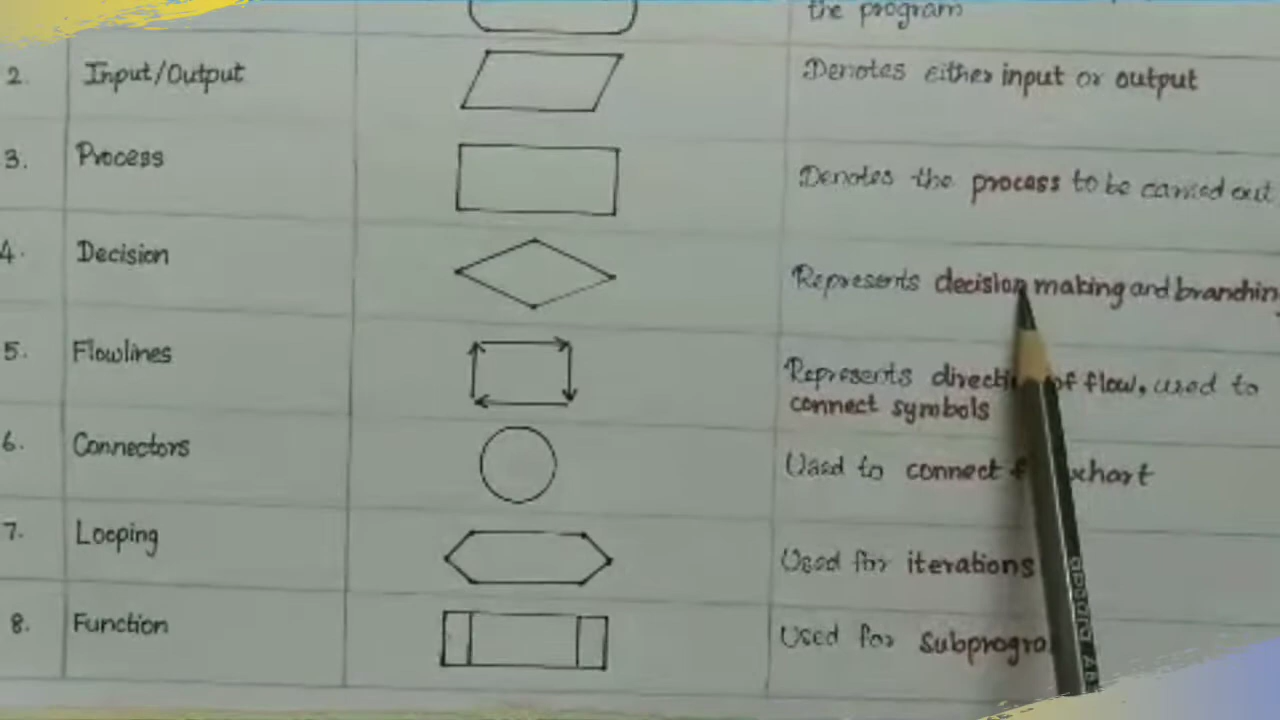 the program
2. Input/Output Denotes either input or output
3. Process Denotes the process to be carried out
4. Decision Represents decision making and branching
5. Flowlines Represents direction of flow, used to
connect symbols
6. Connectors Used to connect
7. Looping Used for iterations
8. Function Used for